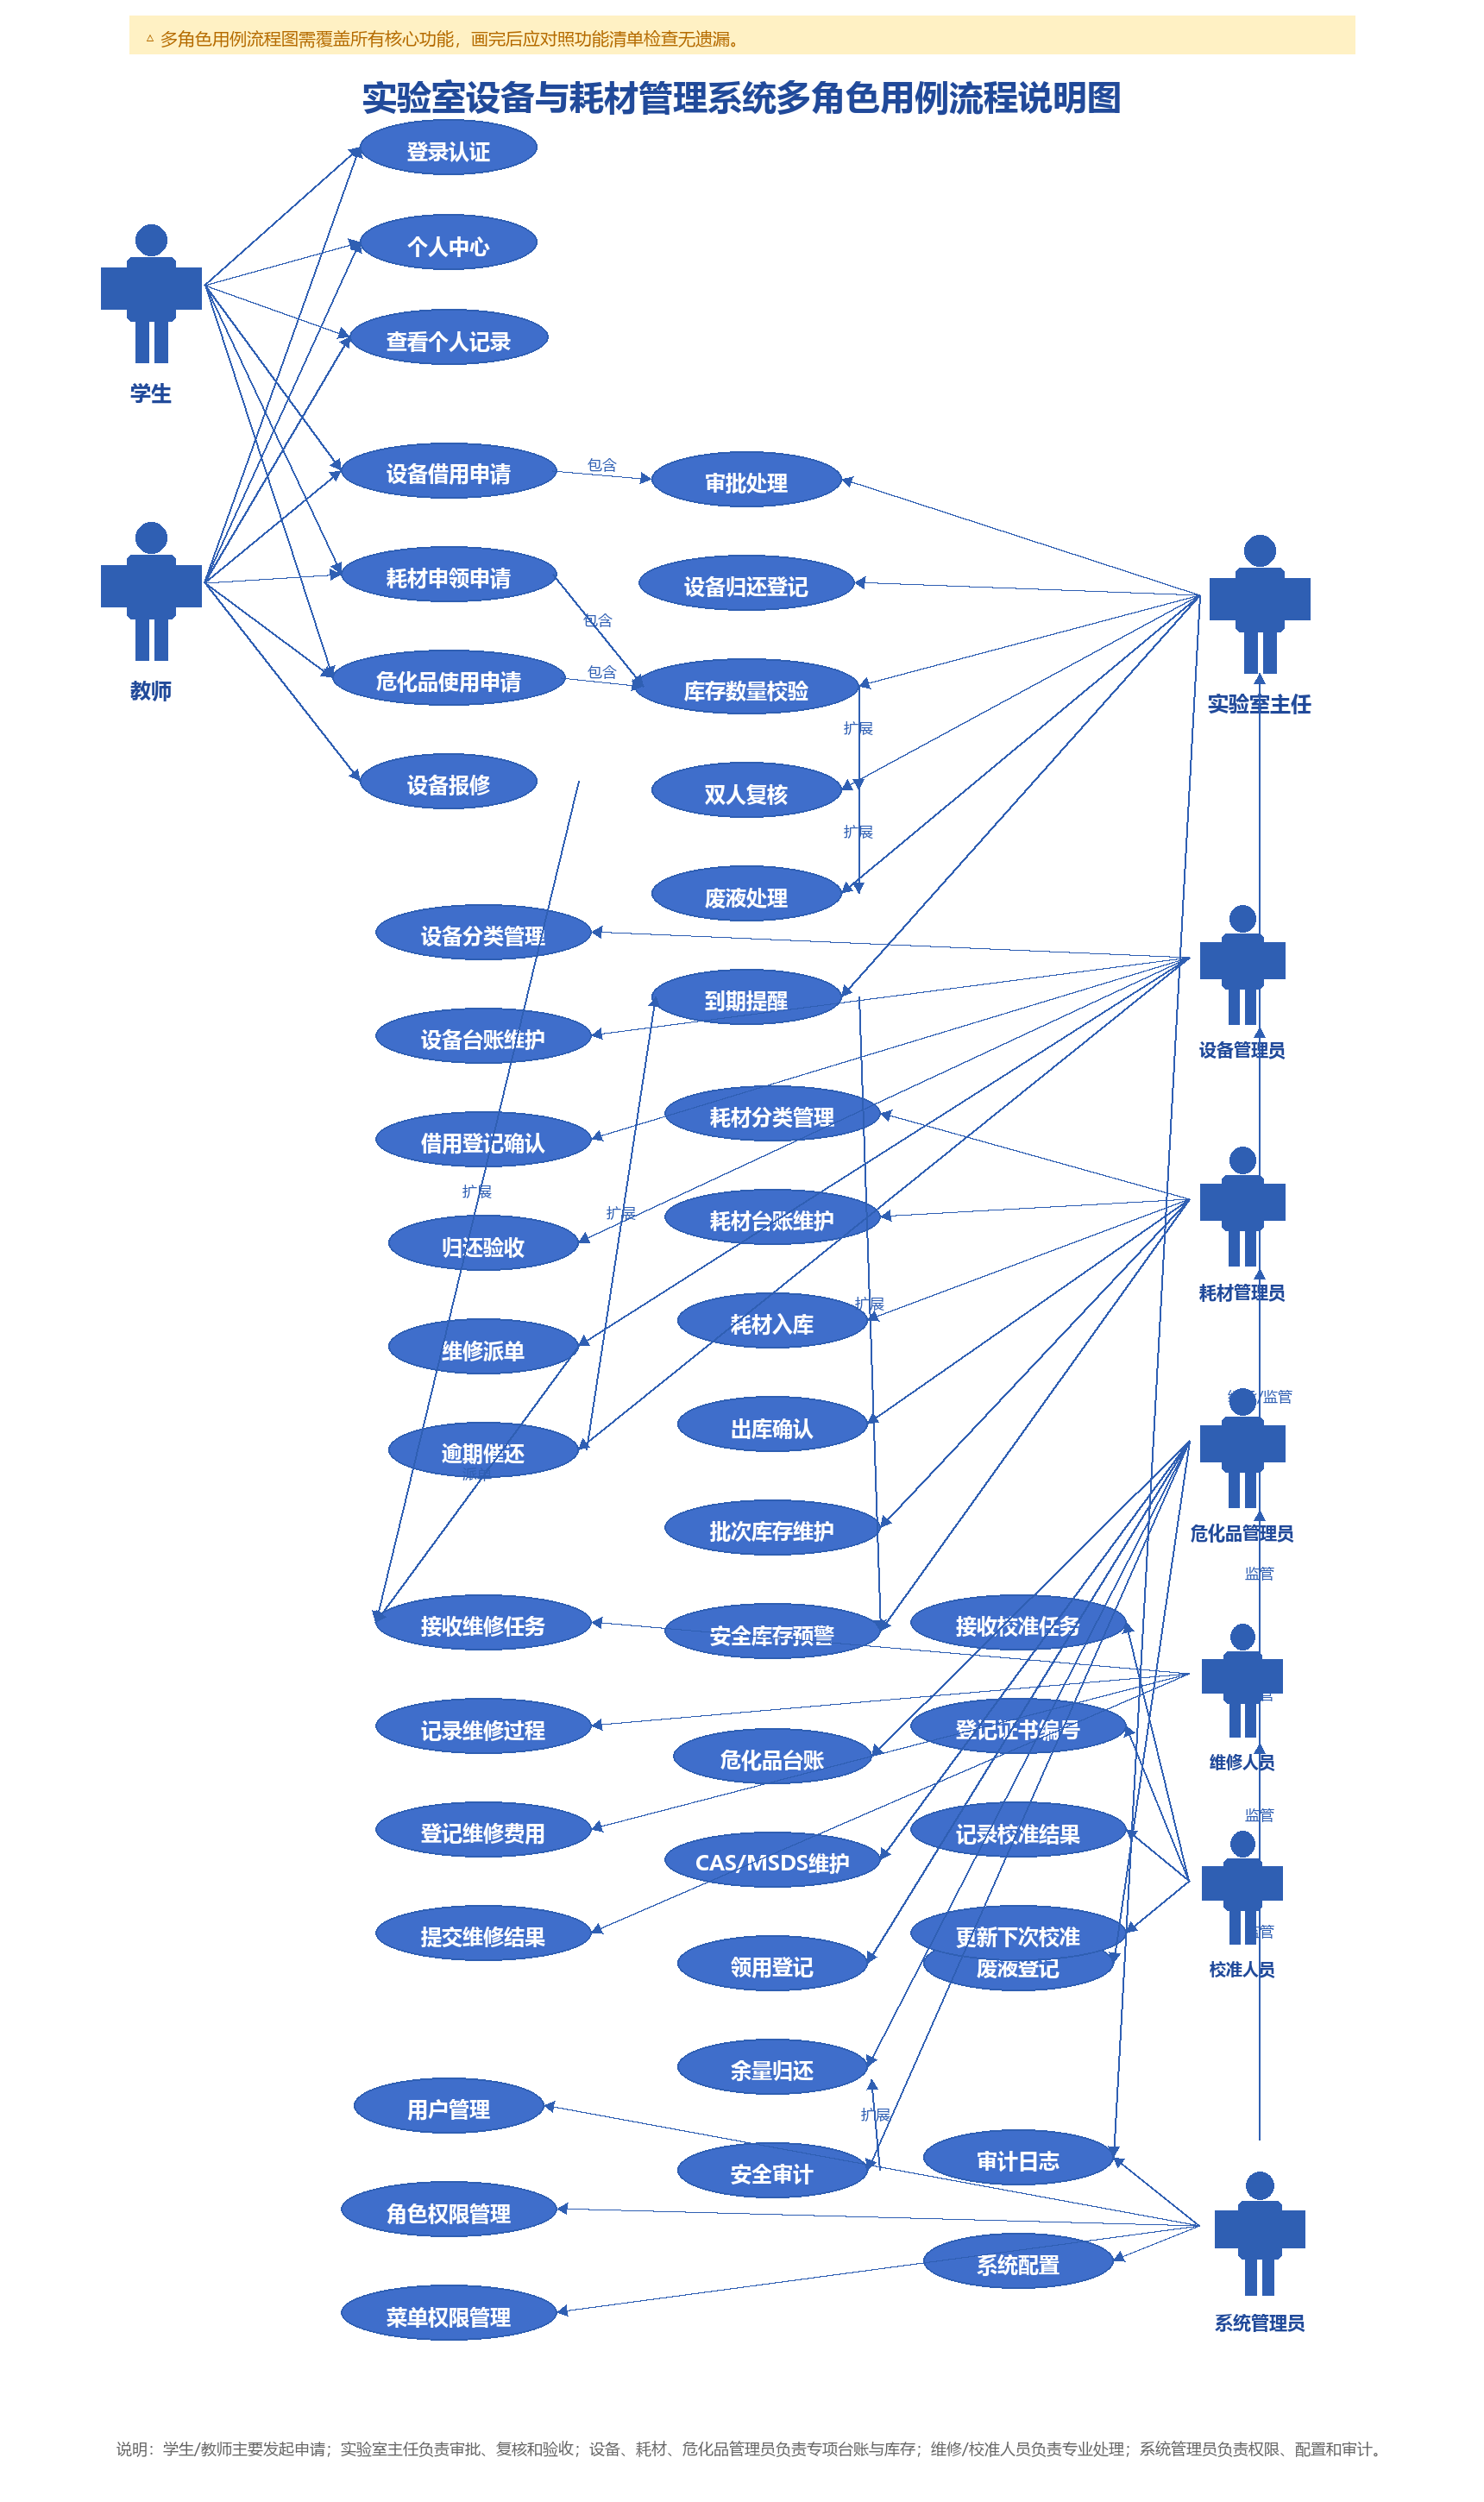 △ 多角色用例流程图需覆盖所有核心功能，画完后应对照功能清单检查无遗漏。
实验室设备与耗材管理系统多角色用例流程说明图
登录认证
个人中心
查看个人记录
学生
设备借用申请
包含
审批处理
耗材申领申请
设备归还登记
包含
教师
危化品使用申请
包含
库存数量校验
实验室主任
扩展
设备报修
双人复核
扩展
废液处理
设备分类管理
到期提醒
设备台账维护
设备管理员
耗材分类管理
借用登记确认
扩展
扩展
耗材台账维护
归还验收
耗材管理员
扩展
耗材入库
维修派单
/监管
出库确认
逾期催还
批次库存维护
危化品管理员
监管
接收维修任务
安全库存预警
接收校准任务
记录维修过程
危化品台账
登记证书编号
维修人员
监管
登记维修费用
CAS/MSDS维护
记录校准结果
提交维修结果
更新下次校准
领用登记
废液登记
校准人员
余量归还
用户管理
扩展
安全审计
审计日志
角色权限管理
系统配置
菜单权限管理
系统管理员
说明：学生/教师主要发起申请；实验室主任负责审批、复核和验收；设备、耗材、危化品管理员负责专项台账与库存；维修/校准人员负责专业处理；系统管理员负责权限、配置和审计。